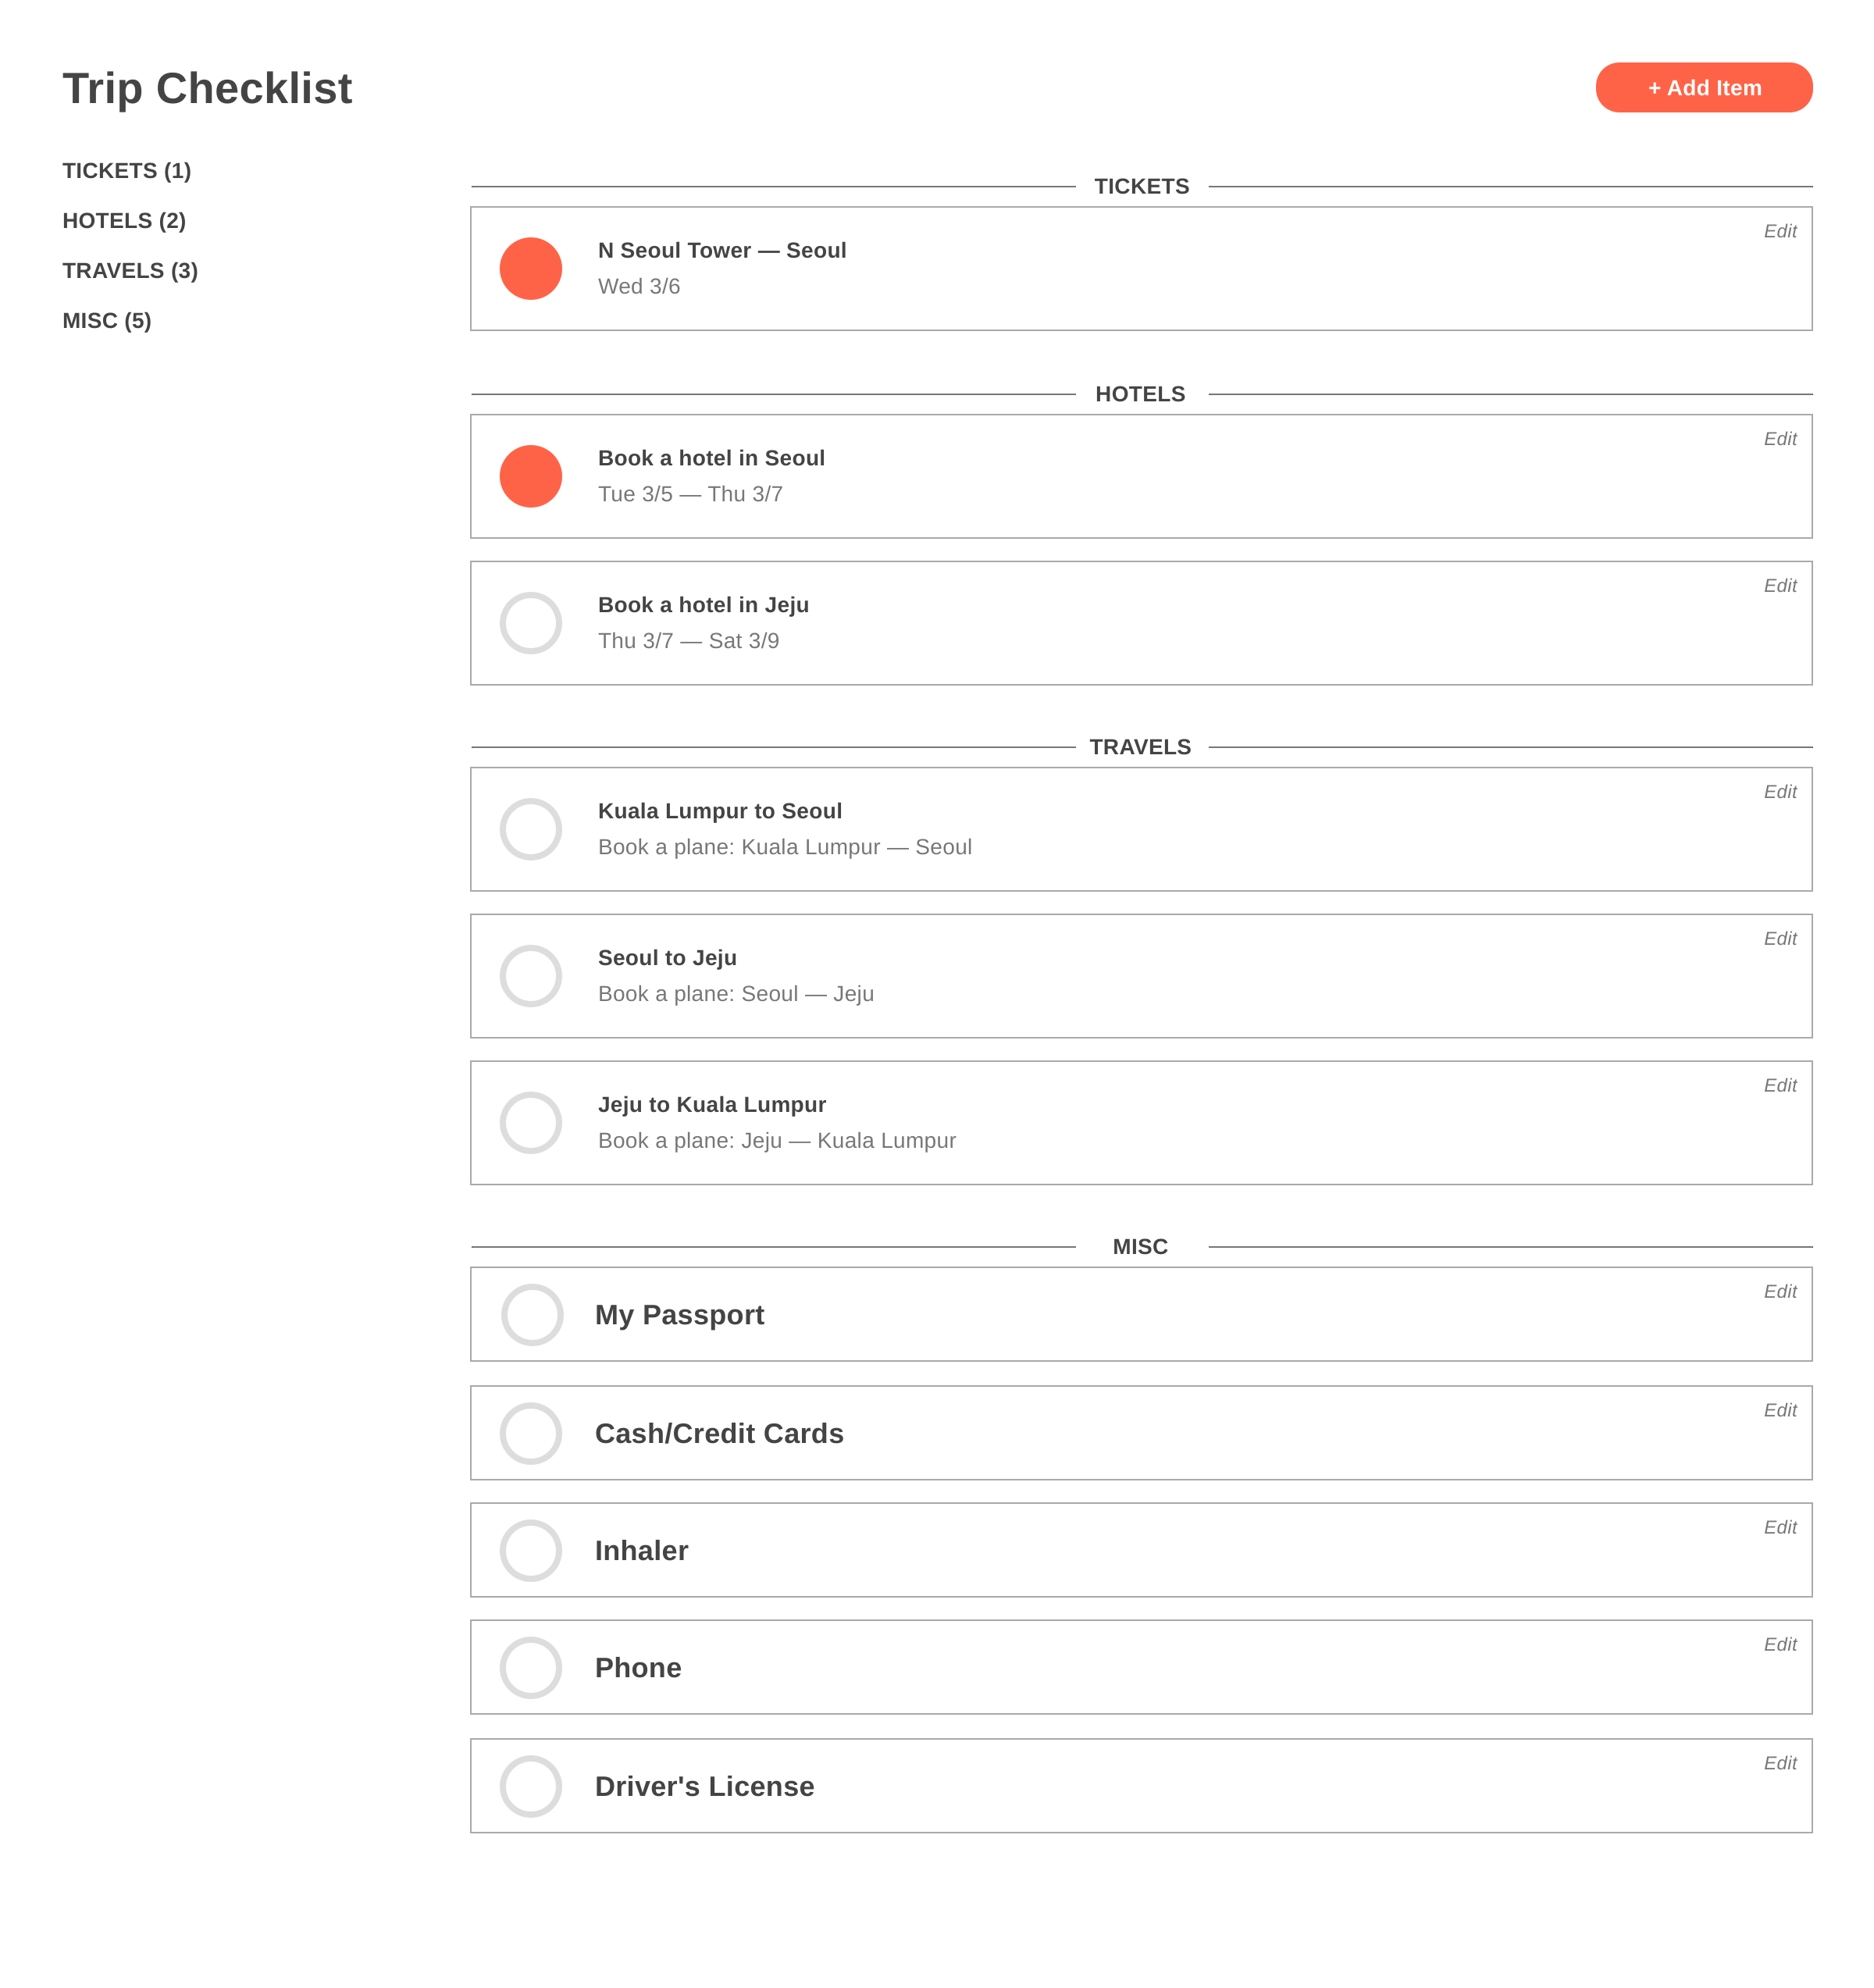 Trip Checklist
+ Add Item
TICKETS (1)
HOTELS (2)
TRAVELS (3)
MISC (5)
TICKETS
Edit
N Seoul Tower — Seoul
Wed 3/6
HOTELS
Edit
Book a hotel in Seoul
Tue 3/5 — Thu 3/7
Edit
Book a hotel in Jeju
Thu 3/7 — Sat 3/9
TRAVELS
Edit
Kuala Lumpur to Seoul
Book a plane: Kuala Lumpur — Seoul
Edit
Seoul to Jeju
Book a plane: Seoul — Jeju
Edit
Jeju to Kuala Lumpur
Book a plane: Jeju — Kuala Lumpur
MISC
Edit
My Passport
Edit
Cash/Credit Cards
Edit
Inhaler
Edit
Phone
Edit
Driver's License